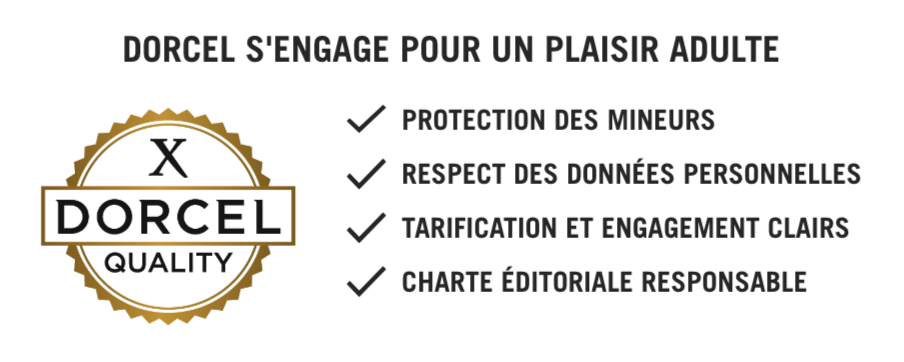 DORCEL S'ENGAGE POUR UN PLAISIR ADULTE
X
DORCEL
QUALITY
PROTECTION DES MINEURS
RESPECT DES DONNÉES PERSONNELLES
TARIFICATION ET ENGAGEMENT CLAIRS
CHARTE ÉDITORIALE RESPONSABLE